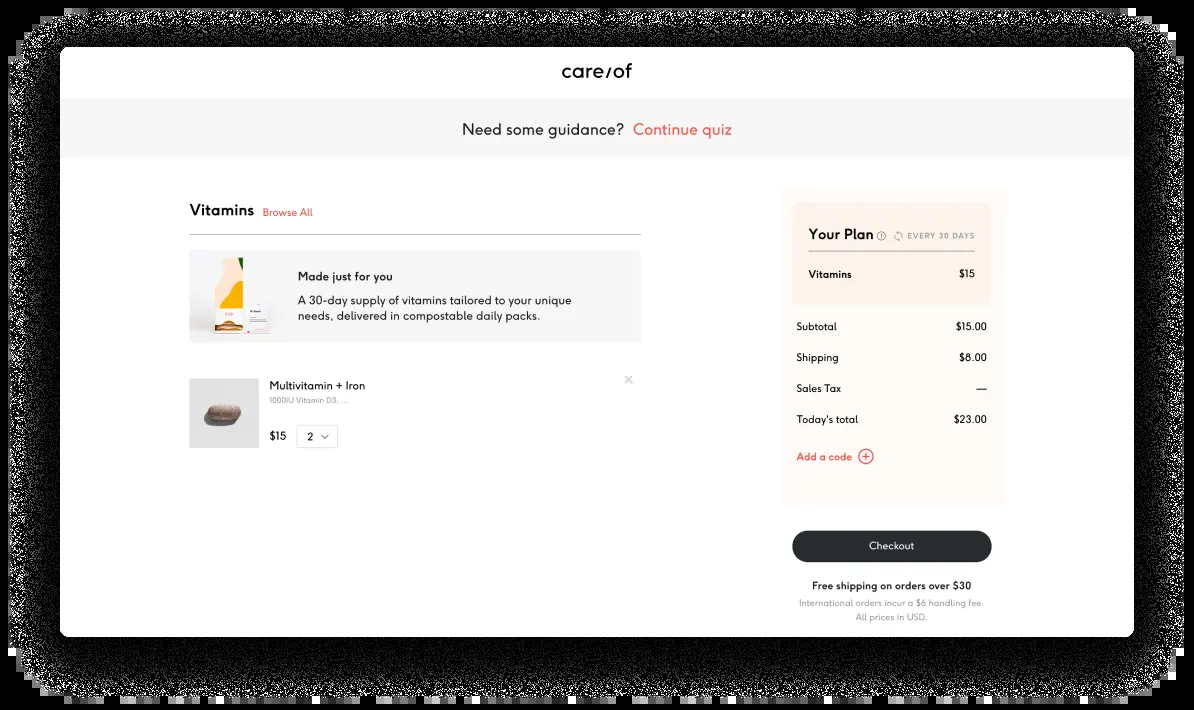 care/of
Need some guidance? Continue quiz
Vitamins Browse All
Made just for you
A 30-day supply of vitamins tailored to your unique
needs, delivered in compostable daily packs.
Multivitamin + Iron
1000IU Vitamin D3, ...
$15 2
Your Plan EVERY 30 DAYS
Vitamins $15
Subtotal $15.00
Shipping $8.00
Sales Tax —
Today's total $23.00
Add a code
Checkout
Free shipping on orders over $30
International orders incur a $6 handling fee.
All prices in USD.